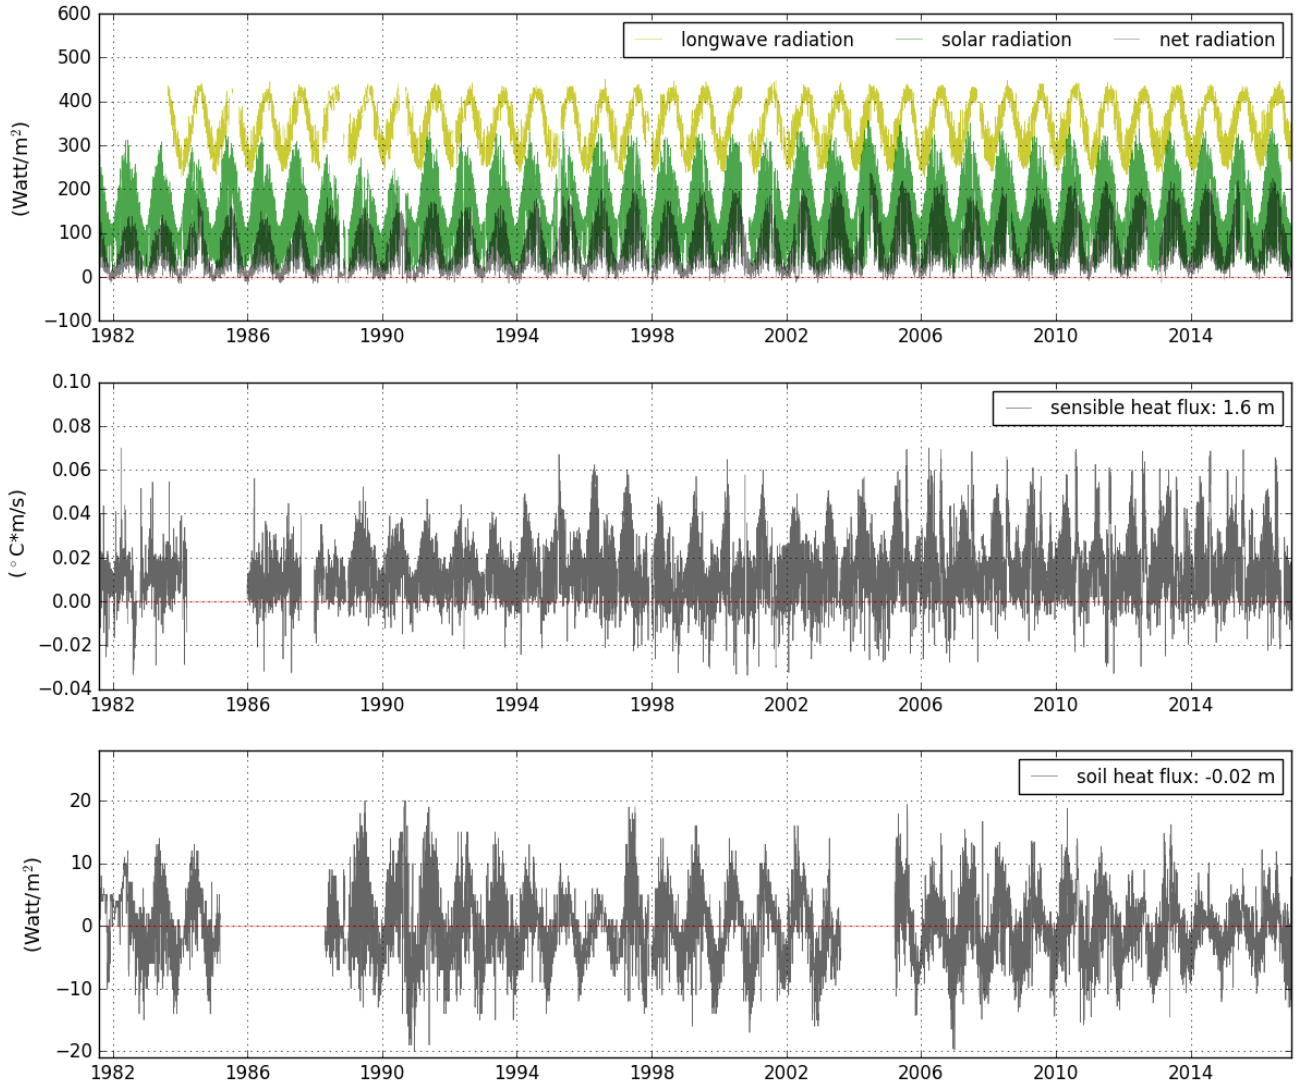 600
500
400
300
200
100
0
−100
(Watt/m²)
longwave radiation solar radiation net radiation
1982 1986 1990 1994 1998 2002 2006 2010 2014
0.10
0.08
0.06
0.04
0.02
0.00
−0.02
−0.04
(°C*m/s)
sensible heat flux: 1.6 m
1982 1986 1990 1994 1998 2002 2006 2010 2014
20
10
0
−10
−20
(Watt/m²)
soil heat flux: -0.02 m
1982 1986 1990 1994 1998 2002 2006 2010 2014